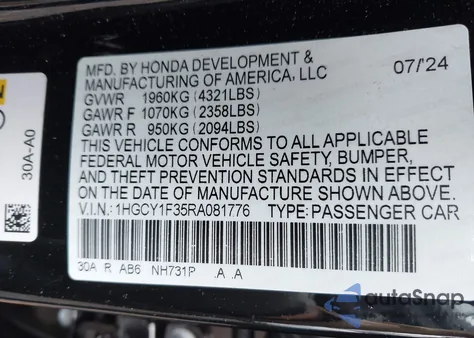 MFD. BY HONDA DEVELOPMENT & 07/24
MANUFACTURING OF AMERICA, LLC
GVWR 1960KG (4321LBS)
GAWR F 1070KG (2358LBS)
GAWR R 950KG (2094LBS)
THIS VEHICLE CONFORMS TO ALL APPLICABLE
FEDERAL MOTOR VEHICLE SAFETY, BUMPER,
AND THEFT PREVENTION STANDARDS IN EFFECT
ON THE DATE OF MANUFACTURE SHOWN ABOVE.
V.I.N.: 1HGCY1F35RA081776 TYPE: PASSENGER CAR
30A R AB6 NH731P .A .A
30A-A0
autoSnap